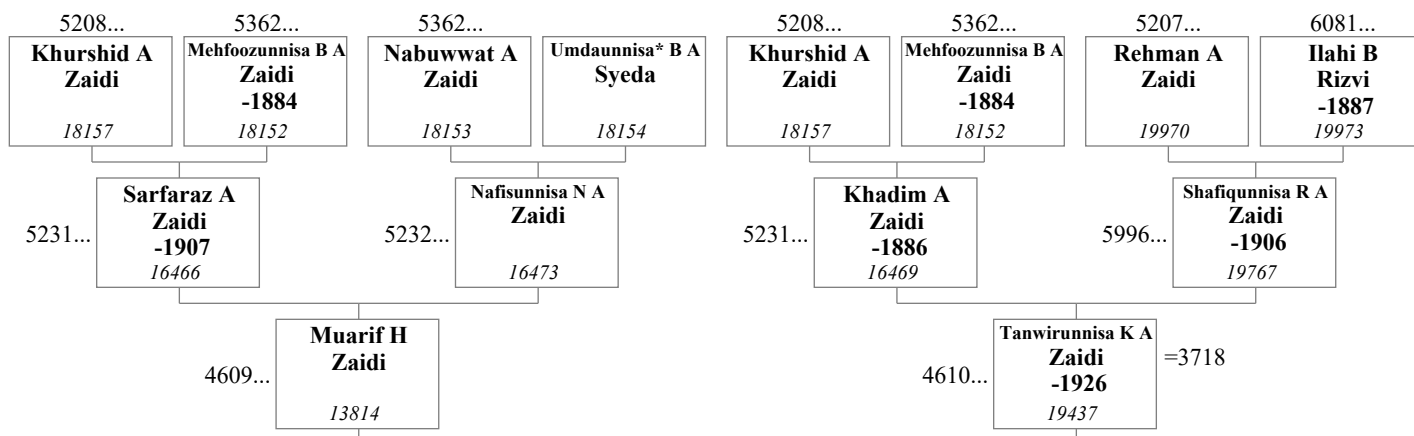 5208... 5362... 5362... 5208... 5362... 5207... 6081...
Khurshid A
Zaidi
18157
Mehfoozunnisa B A
Zaidi
-1884
18152
Nabuwwat A
Zaidi
18153
Umdaunnisa* B A
Syeda
18154
Khurshid A
Zaidi
18157
Mehfoozunnisa B A
Zaidi
-1884
18152
Rehman A
Zaidi
19970
Ilahi B
Rizvi
-1887
19973
5231...
Sarfaraz A
Zaidi
-1907
16466
5232...
Nafisunnisa N A
Zaidi
16473
5231...
Khadim A
Zaidi
-1886
16469
5996...
Shafiqunnisa R A
Zaidi
-1906
19767
4609...
Muarif H
Zaidi
13814
4610...
Tanwirunnisa K A
Zaidi
-1926
19437
=3718